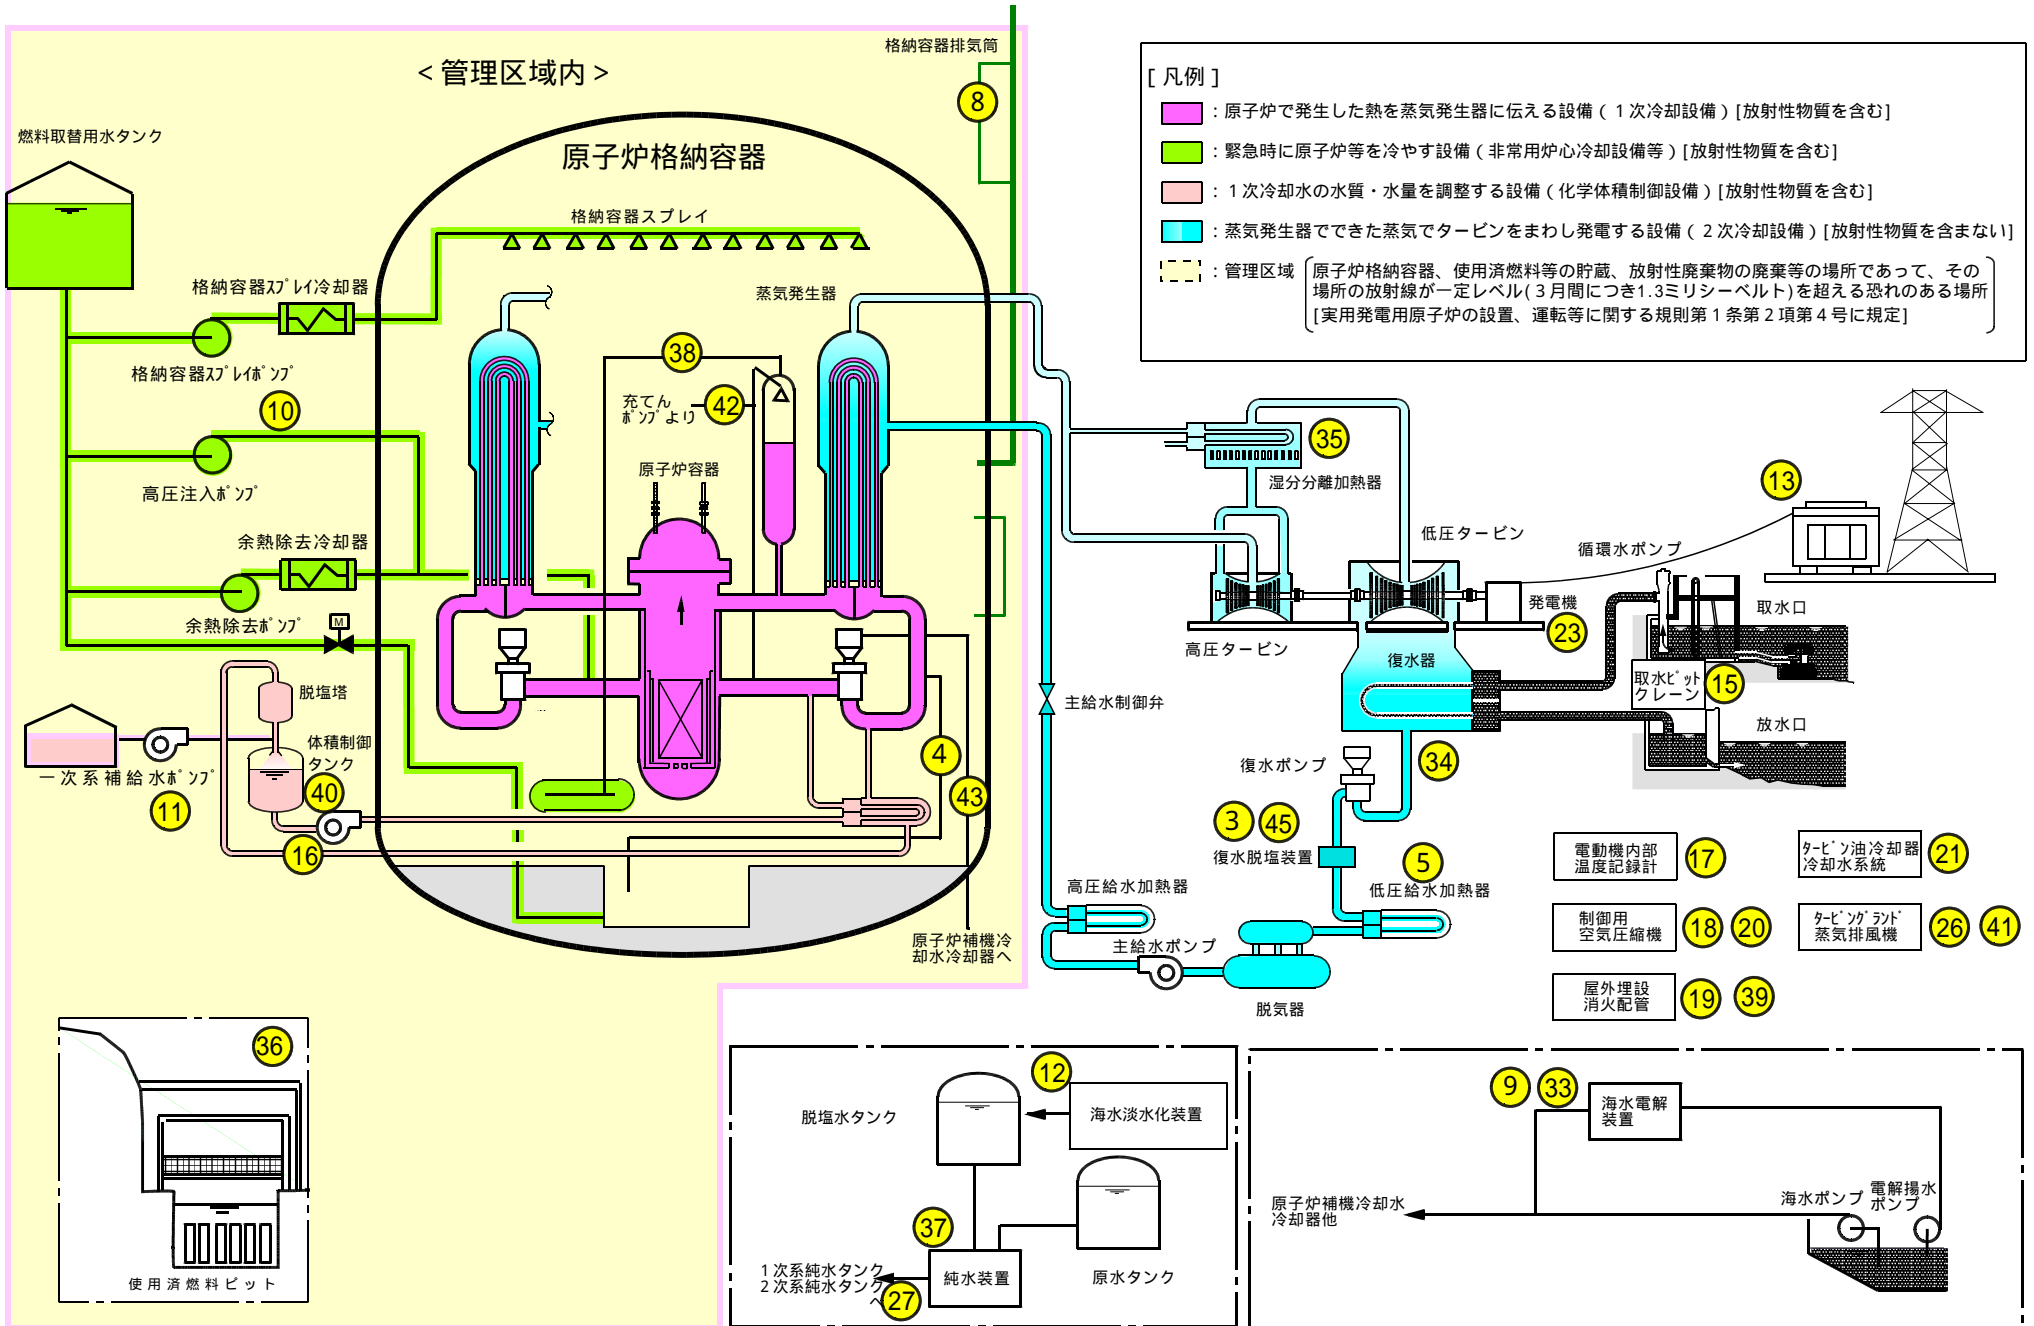 格納容器排気筒
＜管理区域内＞
8
燃料取替用水タンク
原子炉格納容器
格納容器スプレイ
格納容器ｽﾌﾟﾚｲ冷却器
蒸気発生器
38
格納容器ｽﾌﾟﾚｲﾎﾟﾝﾌﾟ
10
充てん
ﾎﾟﾝﾌﾟより
42
原子炉容器
高圧注入ﾎﾟﾝﾌﾟ
余熱除去冷却器
余熱除去ﾎﾟﾝﾌﾟ
M
脱塩塔
体積制御
タンク
一次系補給水ﾎﾟﾝﾌﾟ
11
40
16
4
43
原子炉補機冷
却水冷却器へ
36
使用済燃料ピット
[凡例]
：原子炉で発生した熱を蒸気発生器に伝える設備（１次冷却設備）[放射性物質を含む]
：緊急時に原子炉等を冷やす設備（非常用炉心冷却設備等）[放射性物質を含む]
：１次冷却水の水質・水量を調整する設備（化学体積制御設備）[放射性物質を含む]
：蒸気発生器でできた蒸気でタービンをまわし発電する設備（２次冷却設備）[放射性物質を含まない]
：管理区域
原子炉格納容器、使用済燃料等の貯蔵、放射性廃棄物の廃棄等の場所であって、その
場所の放射線が一定レベル(３月間につき1.3ミリシーベルト)を超える恐れのある場所
[実用発電用原子炉の設置、運転等に関する規則第１条第２項第４号に規定]
35
湿分分離加熱器
13
低圧タービン
循環水ポンプ
発電機
23
取水口
高圧タービン
復水器
取水ﾋﾟｯﾄ
クレーン
15
放水口
主給水制御弁
復水ポンプ
34
3
45
復水脱塩装置
5
低圧給水加熱器
高圧給水加熱器
主給水ポンプ
脱気器
電動機内部
温度記録計
17
ﾀｰﾋﾞﾝ油冷却器
冷却水系統
21
制御用
空気圧縮機
18
20
ﾀｰﾋﾞﾝｸﾞﾗﾝﾄﾞ
蒸気排風機
26
41
屋外埋設
消火配管
19
39
12
脱塩水タンク
海水淡水化装置
37
1次系純水タンク
2次系純水タンク
へ
27
純水装置
原水タンク
9
33
海水電解
装置
原子炉補機冷却水
冷却器他
海水ポンプ
電解揚水
ポンプ